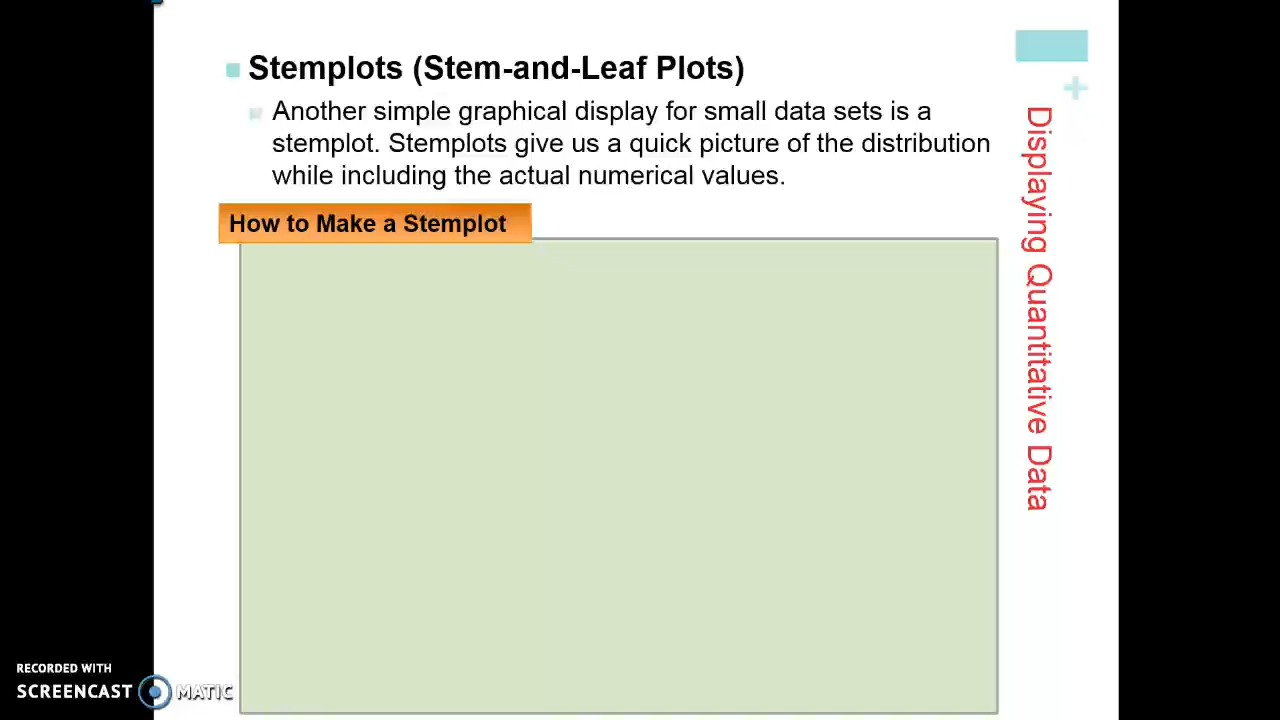 Stemplots (Stem-and-Leaf Plots)
Another simple graphical display for small data sets is a
stemplot. Stemplots give us a quick picture of the distribution
while including the actual numerical values.
How to Make a Stemplot
+
Displaying Quantitative Data
RECORDED WITH
SCREENCAST MATIC